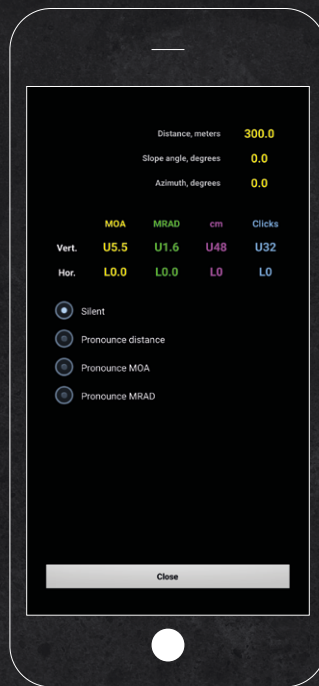 Distance, meters 300.0
Slope angle, degrees 0.0
Azimuth, degrees 0.0
MOA MRAD cm Clicks
Vert. U5.5 U1.6 U48 U32
Hor. L0.0 L0.0 L0 L0
Silent
Pronounce distance
Pronounce MOA
Pronounce MRAD
Close